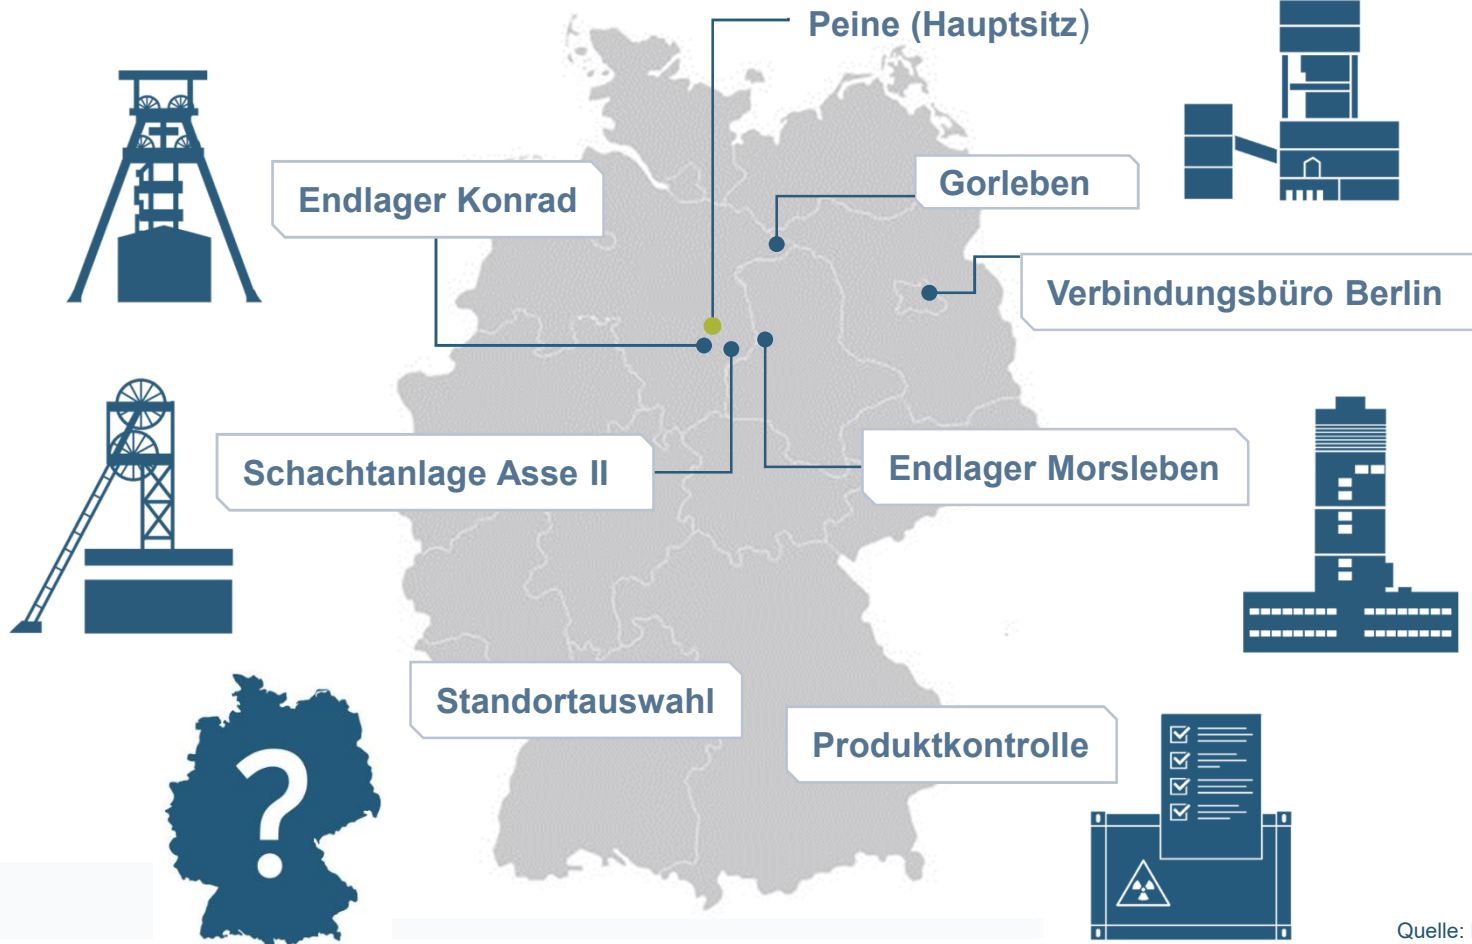 Peine (Hauptsitz)
Endlager Konrad
Gorleben
Verbindungsbüro Berlin
Schachtanlage Asse II
Endlager Morsleben
Standortauswahl
Produktkontrolle
?
Quelle: